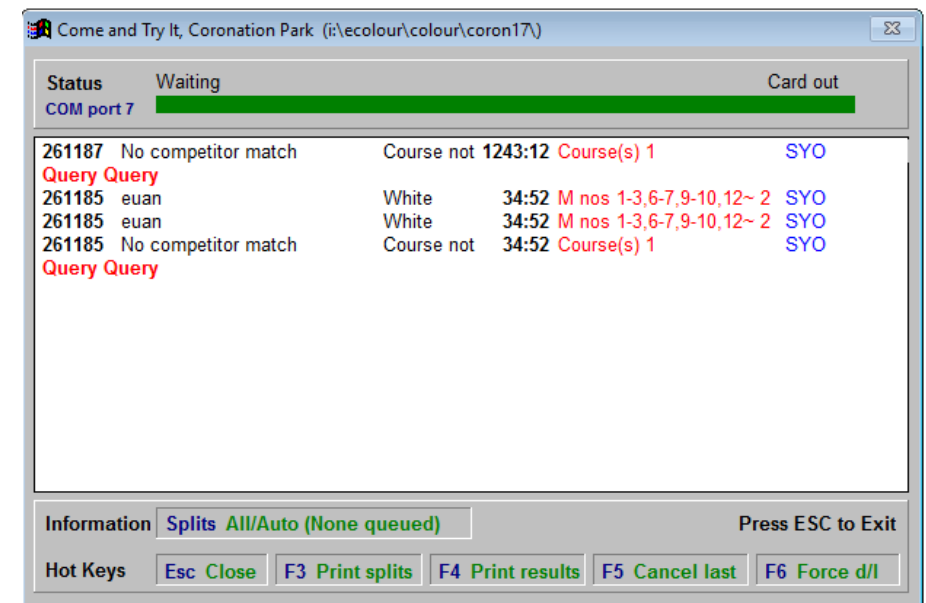 Come and Try It, Coronation Park (i:\ecolour\colour\coron17\)
Status Waiting Card out
COM port 7
261187 No competitor match Course not 1243:12 Course(s) 1 SYO
Query Query
261185 euan White 34:52 M nos 1-3,6-7,9-10,12~ 2 SYO
261185 euan White 34:52 M nos 1-3,6-7,9-10,12~ 2 SYO
261185 No competitor match Course not 34:52 Course(s) 1 SYO
Query Query
Information Splits All/Auto (None queued) Press ESC to Exit
Hot Keys Esc Close F3 Print splits F4 Print results F5 Cancel last F6 Force d/l